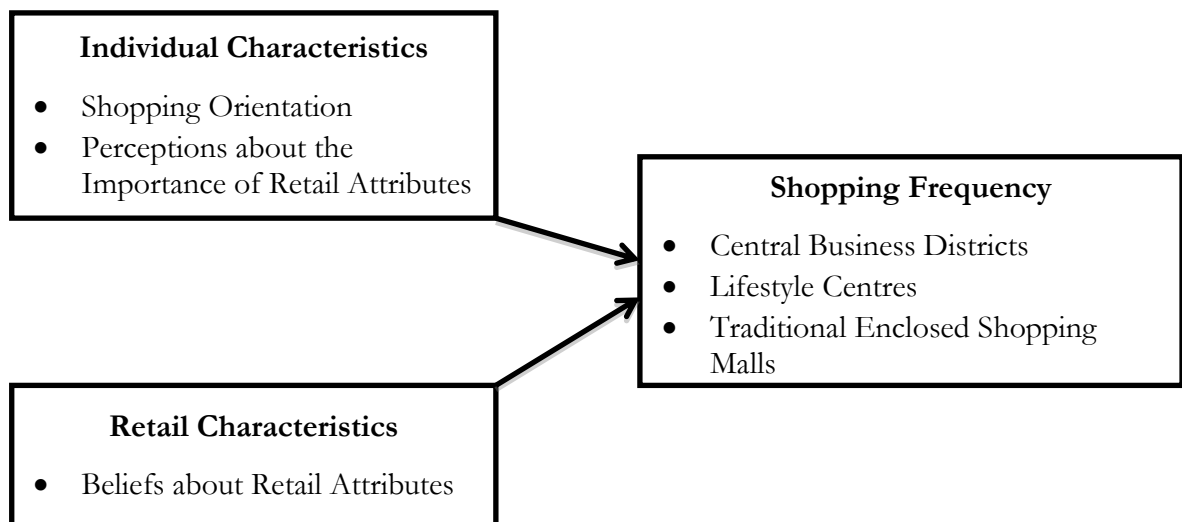 Individual Characteristics
• Shopping Orientation
• Perceptions about the
Importance of Retail Attributes
Shopping Frequency
• Central Business Districts
• Lifestyle Centres
• Traditional Enclosed Shopping
Malls
Retail Characteristics
• Beliefs about Retail Attributes